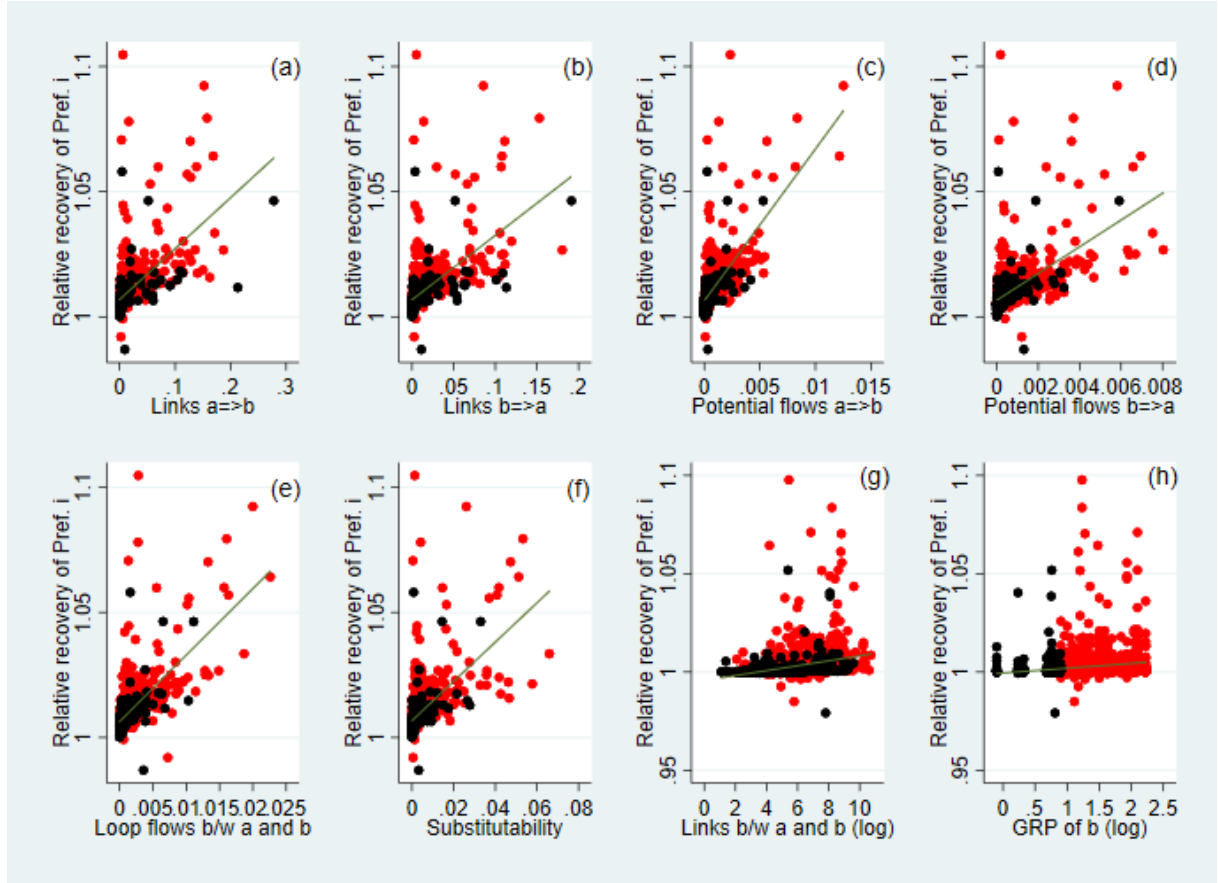 (a)
Relative recovery of Pref. i
1 1.05 1.1
0 .1 .2 .3
Links a=>b
(b)
Relative recovery of Pref. i
1 1.05 1.1
0 .05 .1 .15 .2
Links b=>a
(c)
Relative recovery of Pref. i
1 1.05 1.1
0 .005 .01 .015
Potential flows a=>b
(d)
Relative recovery of Pref. i
1 1.05 1.1
0 .002 .004 .006 .008
Potential flows b=>a
(e)
Relative recovery of Pref. i
1 1.05 1.1
0 .005 .01 .015 .02 .025
Loop flows b/w a and b
(f)
Relative recovery of Pref. i
1 1.05 1.1
0 .02 .04 .06 .08
Substitutability
(g)
Relative recovery of Pref. i
.95 1 1.05 1.1
0 2 4 6 8 10
Links b/w a and b (log)
(h)
Relative recovery of Pref. i
.95 1 1.05 1.1
0 .5 1 1.5 2 2.5
GRP of b (log)